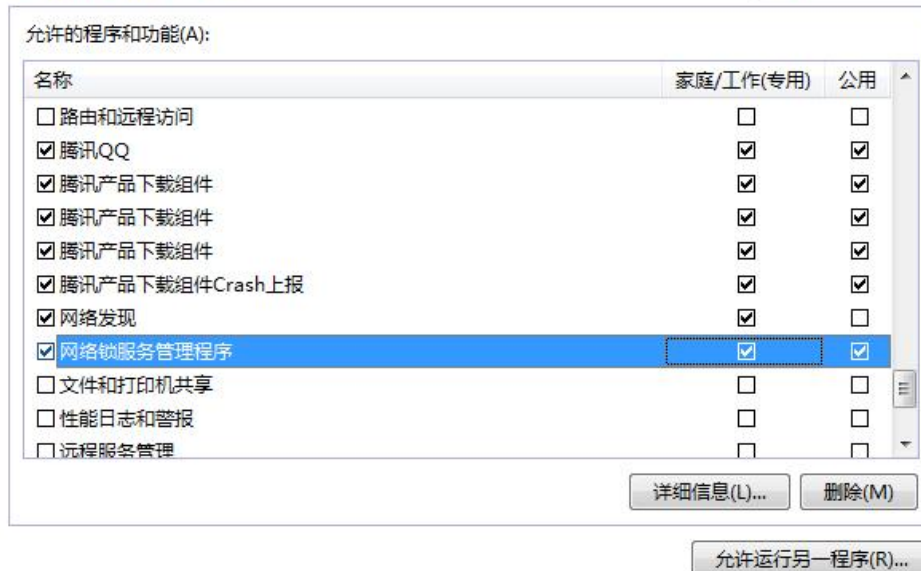 允许的程序和功能(A):
名称 家庭/工作(专用) 公用
路由和远程访问
腾讯QQ
腾讯产品下载组件
腾讯产品下载组件
腾讯产品下载组件
腾讯产品下载组件Crash上报
网络发现
网络锁服务管理程序
文件和打印机共享
性能日志和警报
远程服务管理
详细信息(L)... 删除(M)
允许运行另一程序(R)...